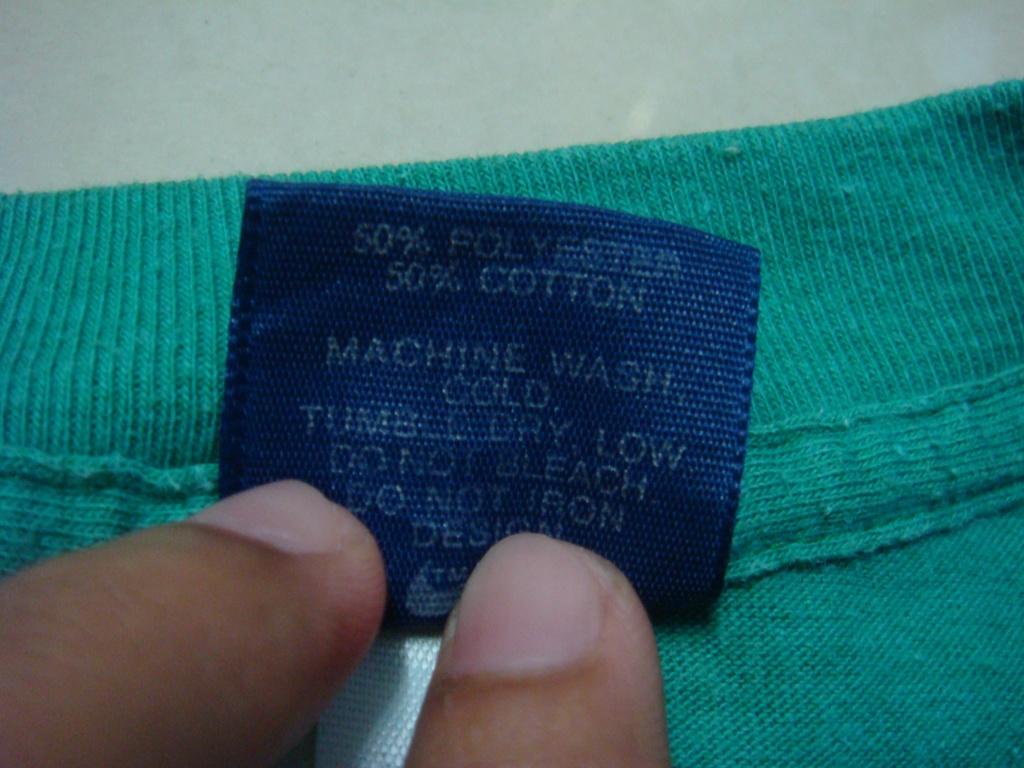 50% POLYESTER
50% COTTON
MACHINE WASH,
COLD
TUMBLE DRY LOW
DO NOT BLEACH
DO NOT IRON
DESIGN